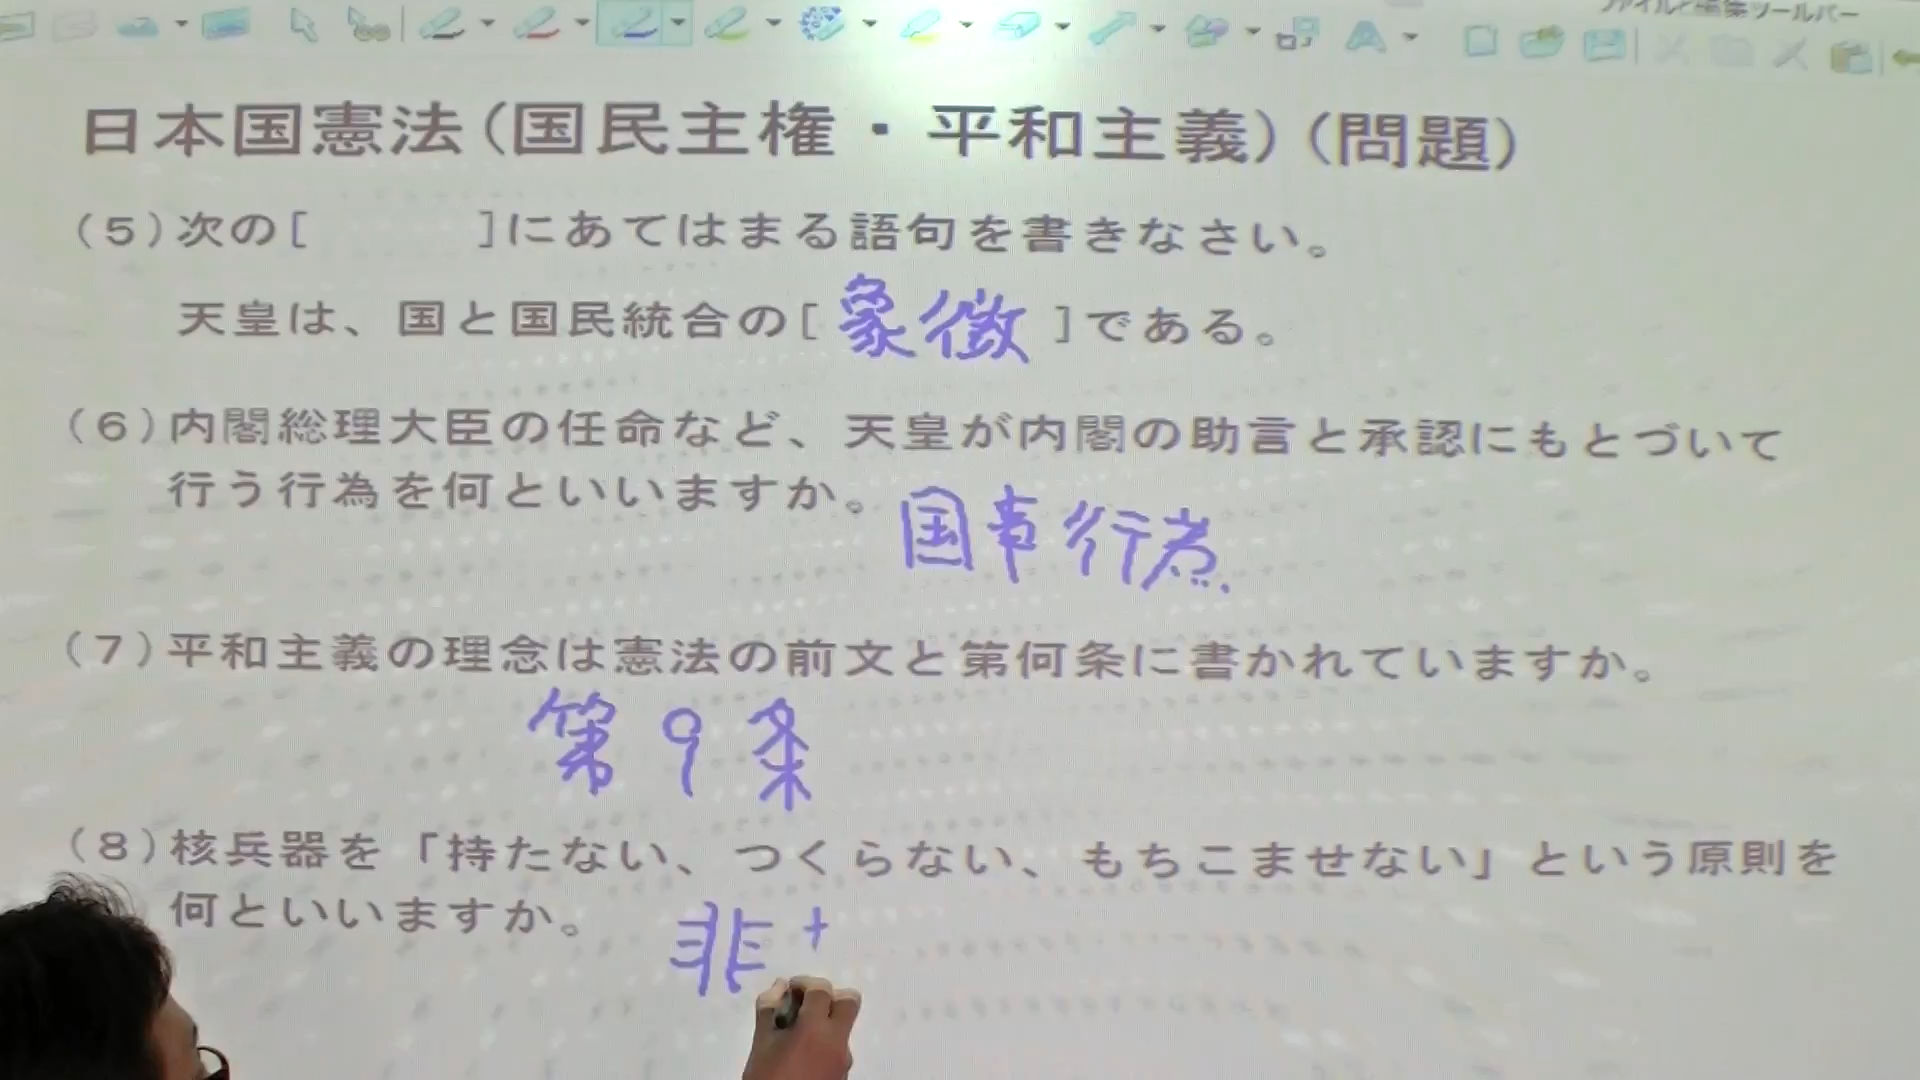 ファイルと編集ツールバー
日本国憲法(国民主権・平和主義)(問題)
(5)次の[　　　]にあてはまる語句を書きなさい。
天皇は、国と国民統合の[ 象徴 ]である。
(6)内閣総理大臣の任命など、天皇が内閣の助言と承認にもとづいて
行う行為を何といいますか。
国事行為
(7)平和主義の理念は憲法の前文と第何条に書かれていますか。
第9条
(8)核兵器を「持たない、つくらない、もちこませない」という原則を
何といいますか。
非